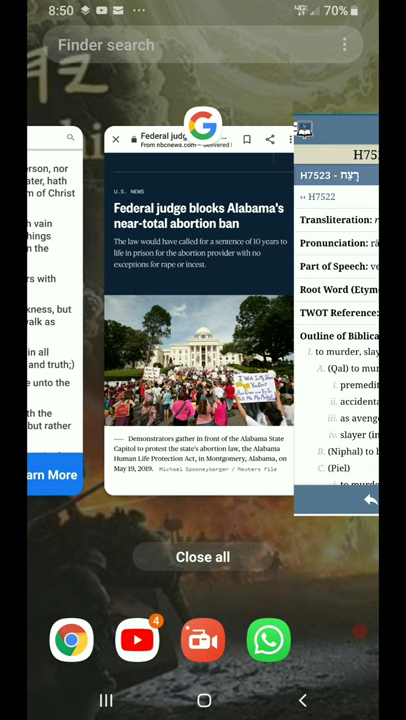 8:50
70%
Finder search
erson, nor
ater, hath
m of Christ
h vain
hings
n the
rs with
kness, but
walk as
in all
and truth;)
e unto the
th the
but rather
arn More
Federal judg
From nbcnews.com—delivered
U.S. NEWS
Federal judge blocks Alabama's
near-total abortion ban
The law would have called for a sentence of 10 years to
life in prison for the abortion provider with no
exceptions for rape or incest.
Demonstrators gather in front of the Alabama State
Capitol to protest the state's abortion law, the Alabama
Human Life Protection Act, in Montgomery, Alabama, on
May 19, 2019. Michael Spooneybarger / Reuters file
H75
H7523 - רָצַח
‹‹ H7522
Transliteration: r
Pronunciation: rä
Part of Speech: ve
Root Word (Etym
TWOT Reference:
Outline of Biblica
I. to murder, slay
A. (Qal) to mur
i. premedit
ii. accidenta
iii. as avenge
iv. slayer (in
B. (Niphal) to b
C. (Piel)
Close all
4